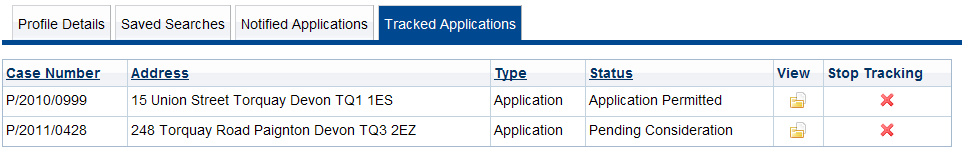 Profile Details Saved Searches Notified Applications Tracked Applications
Case Number Address Type Status View Stop Tracking
P/2010/0999 15 Union Street Torquay Devon TQ1 1ES Application Application Permitted
P/2011/0428 248 Torquay Road Paignton Devon TQ3 2EZ Application Pending Consideration